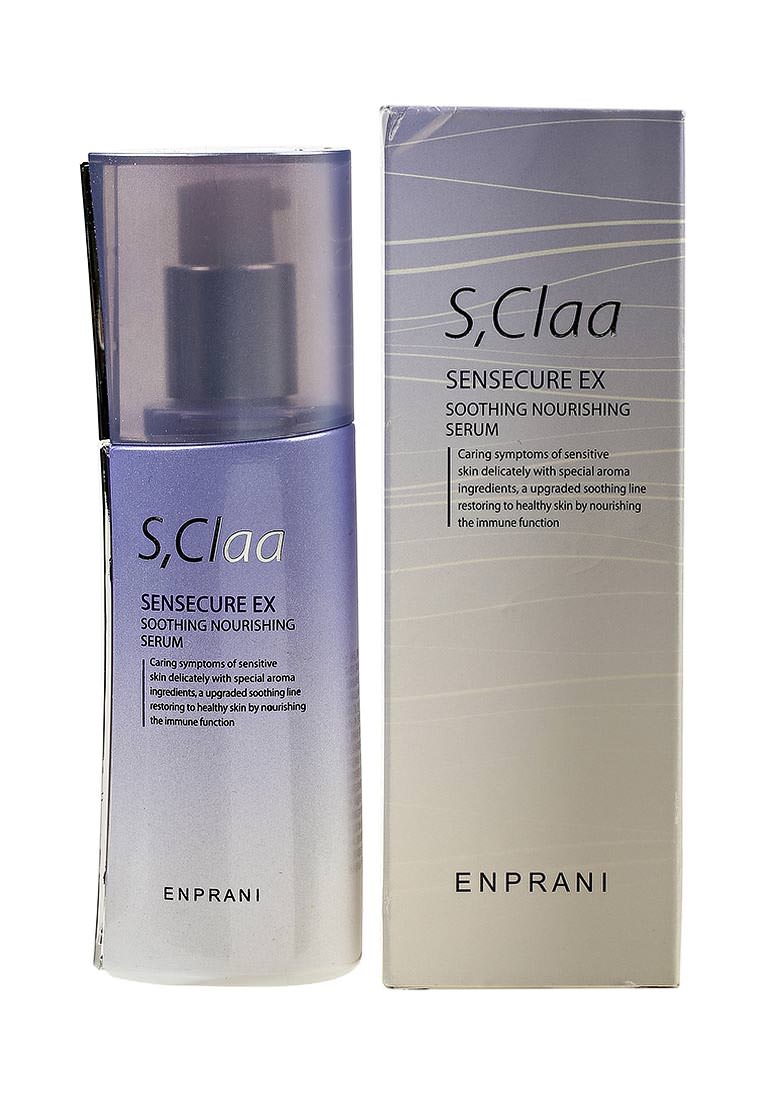 S,Claa
SENSECURE EX
SOOTHING NOURISHING
SERUM
Caring symptoms of sensitive
skin delicately with special aroma
ingredients, a upgraded soothing line
restoring to healthy skin by nourishing
the immune function
ENPRANI
S,Claa
SENSECURE EX
SOOTHING NOURISHING
SERUM
Caring symptoms of sensitive
skin delicately with special aroma
ingredients, a upgraded soothing line
restoring to healthy skin by nourishing
the immune function
ENPRANI